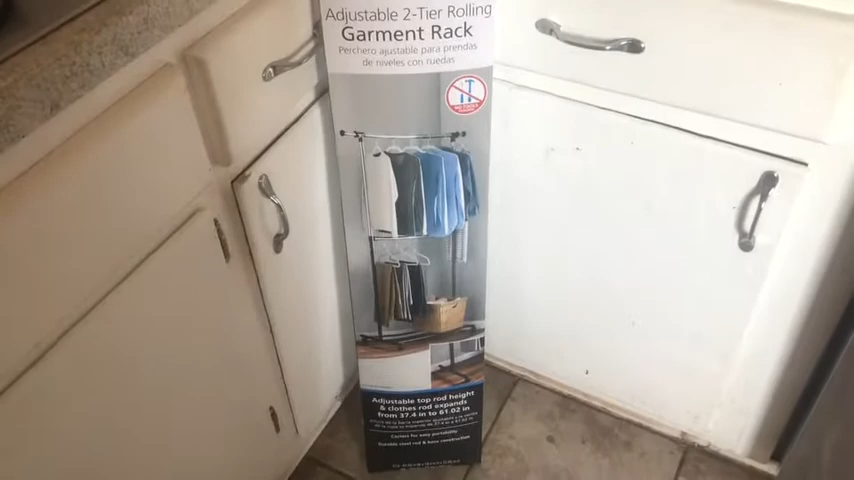 Adjustable 2-Tier Rolling
Garment Rack
Perchero ajustable para prendas
de niveles con ruedas
NO TOOLS
Adjustable top rod height
& clothes rod expands
from 37.4 in to 61.02 in
Casters for easy portability
Durable steel rod & base construction